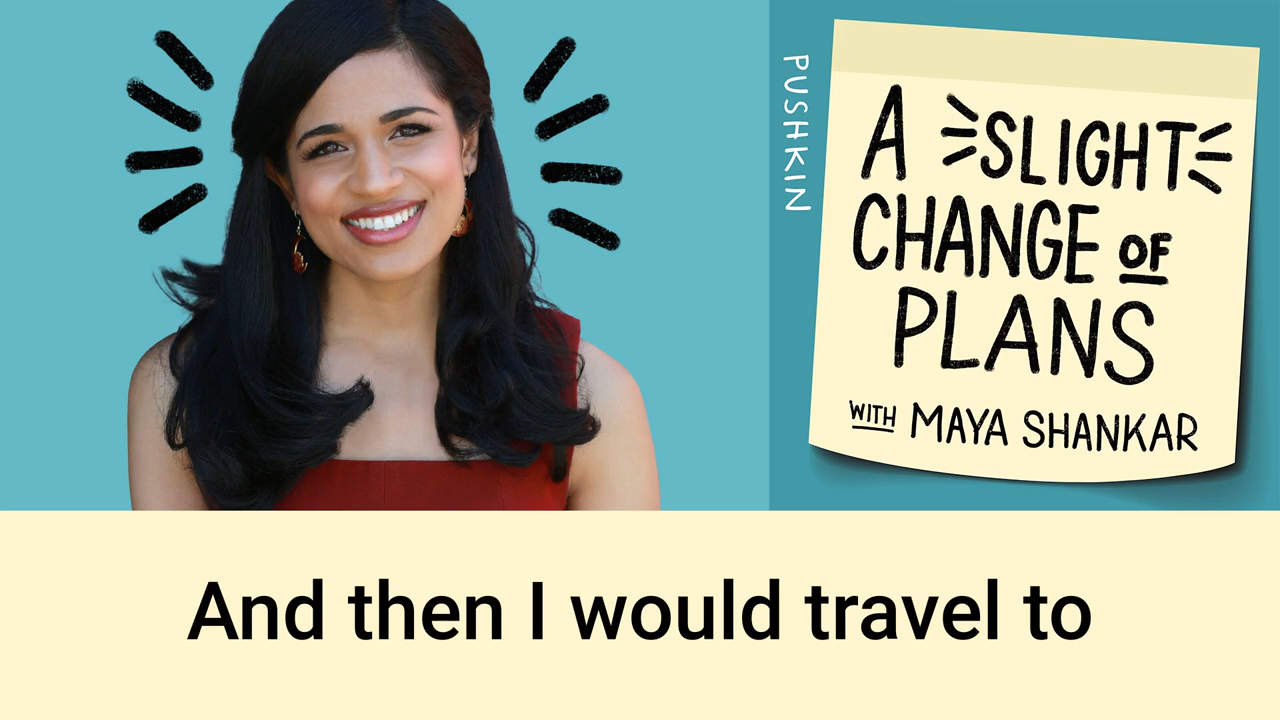 PUSHKIN
A SLIGHT
CHANGE OF
PLANS
WITH MAYA SHANKAR
And then I would travel to